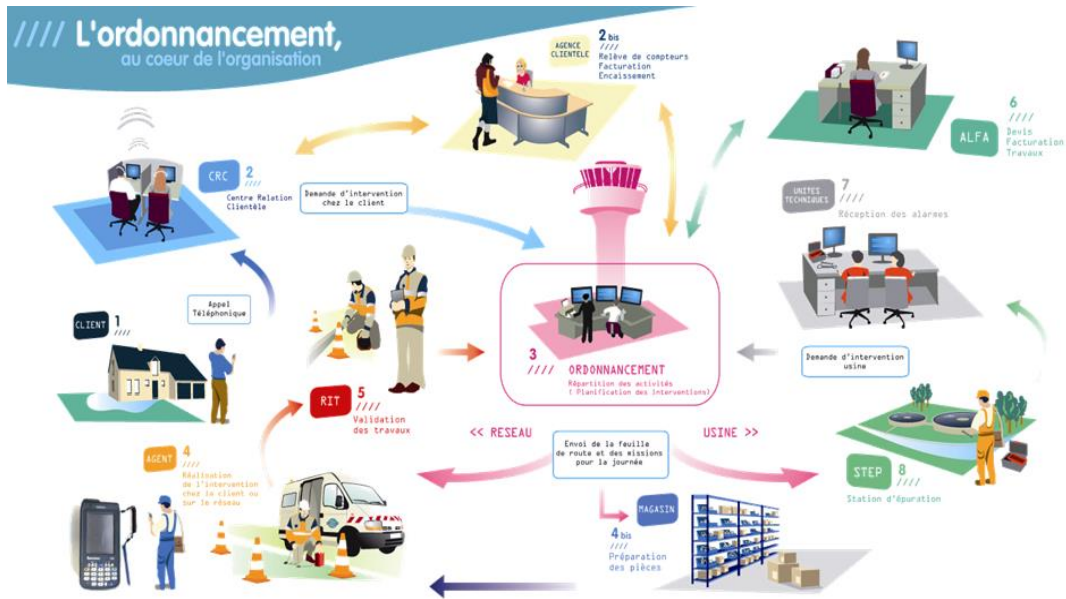 //// L'ordonnancement,
au coeur de l'organisation
AGENCE
CLIENTELE
2 bis
////
Relève de compteurs
Facturation
Encaissement
6
////
ALFA
Devis
Facturation
Travaux
CRC
2
////
Centre Relation
Clientèle
Demande d'intervention
chez le client
UNITES
TECHNIQUES
7
////
Réception des alarmes
Appel
Téléphonique
CLIENT
1
////
3
////
ORDONNANCEMENT
Répartition des activités
( Planification des interventions)
Demande d'intervention
usine
RIT
5
////
Validation
des travaux
<< RESEAU
USINE >>
Envoi de la feuille
de route et des missions
pour la journée
AGENT
4
////
Réalisation
de l'intervention
chez le client ou
sur le réseau
STEP
8
////
Station d'épuration
MAGASIN
4 bis
////
Préparation
des pièces